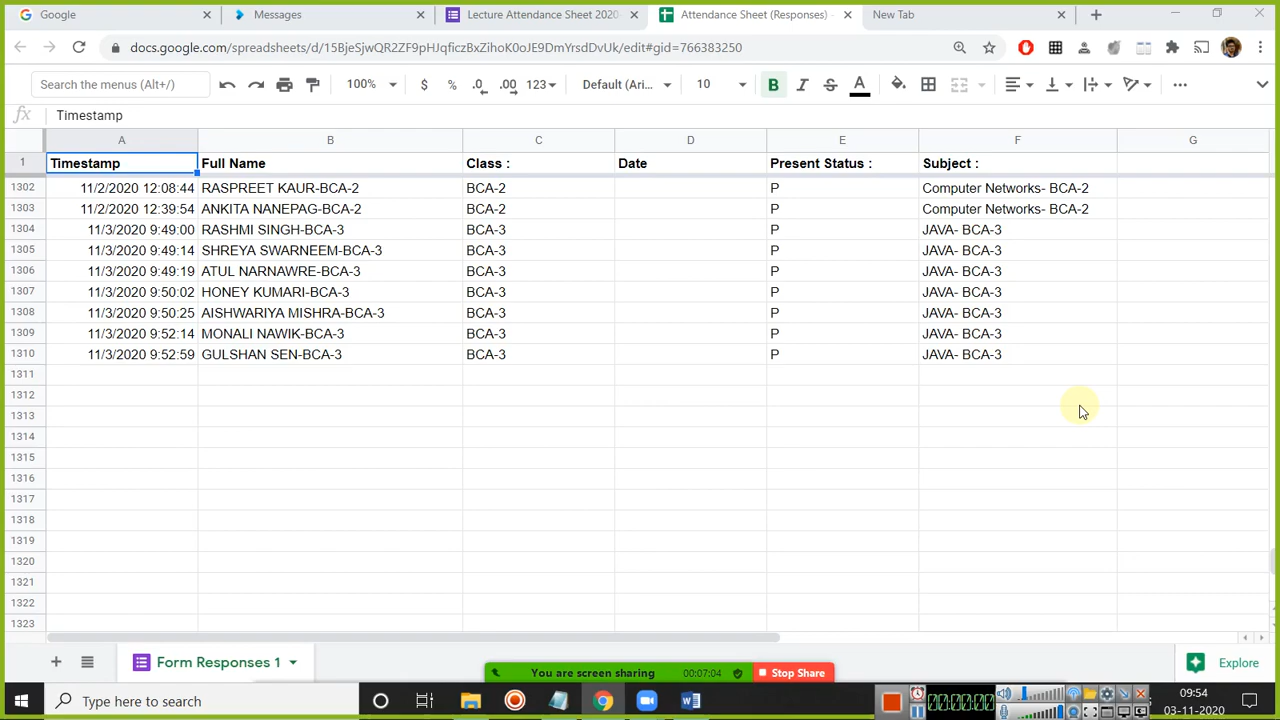 Google
Messages
Lecture Attendance Sheet 2020-
Attendance Sheet (Responses) -
New Tab
docs.google.com/spreadsheets/d/15BjeSjwQR2ZF9pHJqficzBxZihoK0oJE9DmYrsdDvUk/edit#gid=766383250
Search the menus (Alt+/) 100% $ % .0 .00 123 Default (Ari... 10 B I S A
fx Timestamp
A B C D E F G
1 Timestamp Full Name Class : Date Present Status : Subject :
1302 11/2/2020 12:08:44 RASPREET KAUR-BCA-2 BCA-2 P Computer Networks- BCA-2
1303 11/2/2020 12:39:54 ANKITA NANEPAG-BCA-2 BCA-2 P Computer Networks- BCA-2
1304 11/3/2020 9:49:00 RASHMI SINGH-BCA-3 BCA-3 P JAVA- BCA-3
1305 11/3/2020 9:49:14 SHREYA SWARNEEM-BCA-3 BCA-3 P JAVA- BCA-3
1306 11/3/2020 9:49:19 ATUL NARNAWRE-BCA-3 BCA-3 P JAVA- BCA-3
1307 11/3/2020 9:50:02 HONEY KUMARI-BCA-3 BCA-3 P JAVA- BCA-3
1308 11/3/2020 9:50:25 AISHWARIYA MISHRA-BCA-3 BCA-3 P JAVA- BCA-3
1309 11/3/2020 9:52:14 MONALI NAWIK-BCA-3 BCA-3 P JAVA- BCA-3
1310 11/3/2020 9:52:59 GULSHAN SEN-BCA-3 BCA-3 P JAVA- BCA-3
1311
1312
1313
1314
1315
1316
1317
1318
1319
1320
1321
1322
1323
Form Responses 1
Explore
You are screen sharing 00:07:04 Stop Share
Type here to search
00:00:00
09:54
03-11-2020